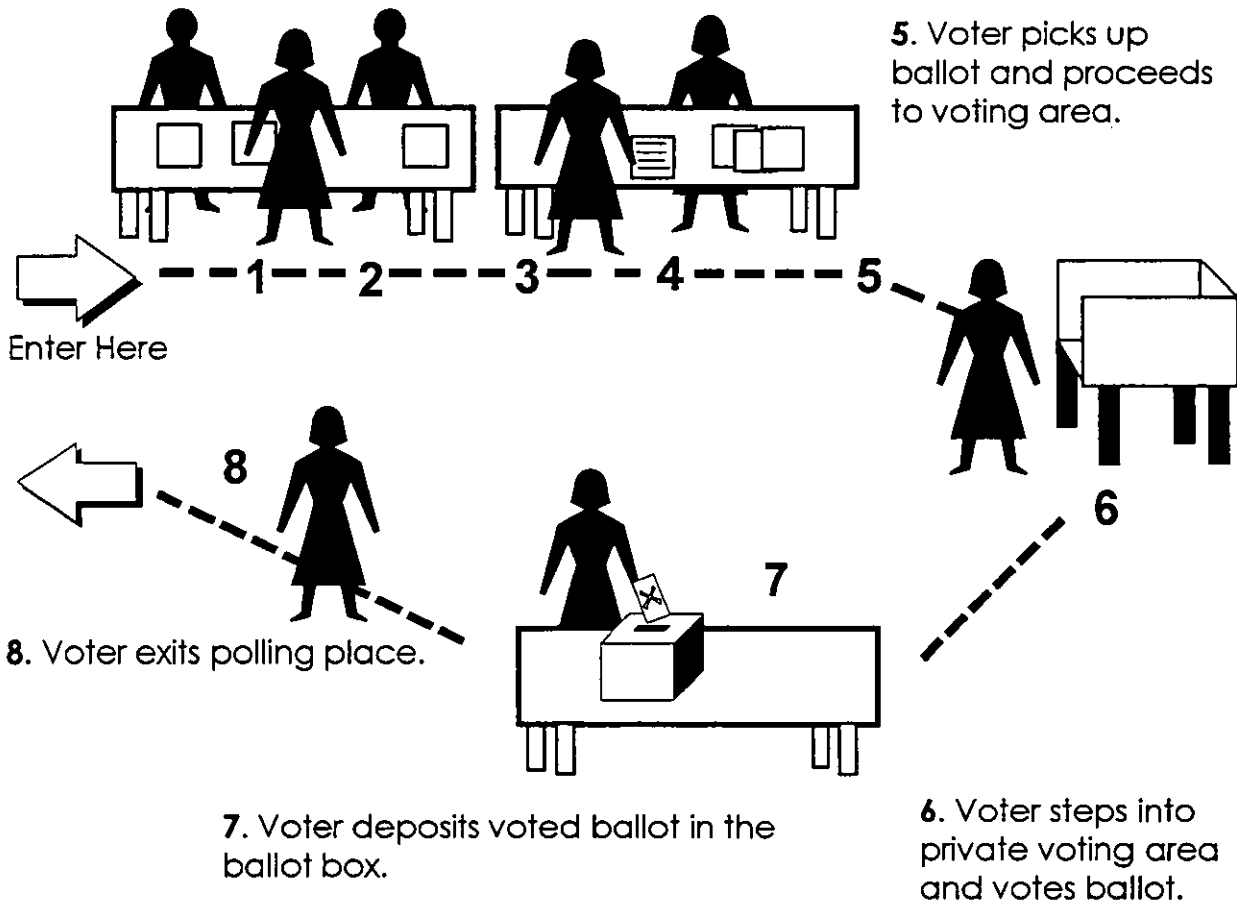 5. Voter picks up
ballot and proceeds
to voting area.
1 2 3 4 5
Enter Here
8
6
7
8. Voter exits polling place.
7. Voter deposits voted ballot in the
ballot box.
6. Voter steps into
private voting area
and votes ballot.